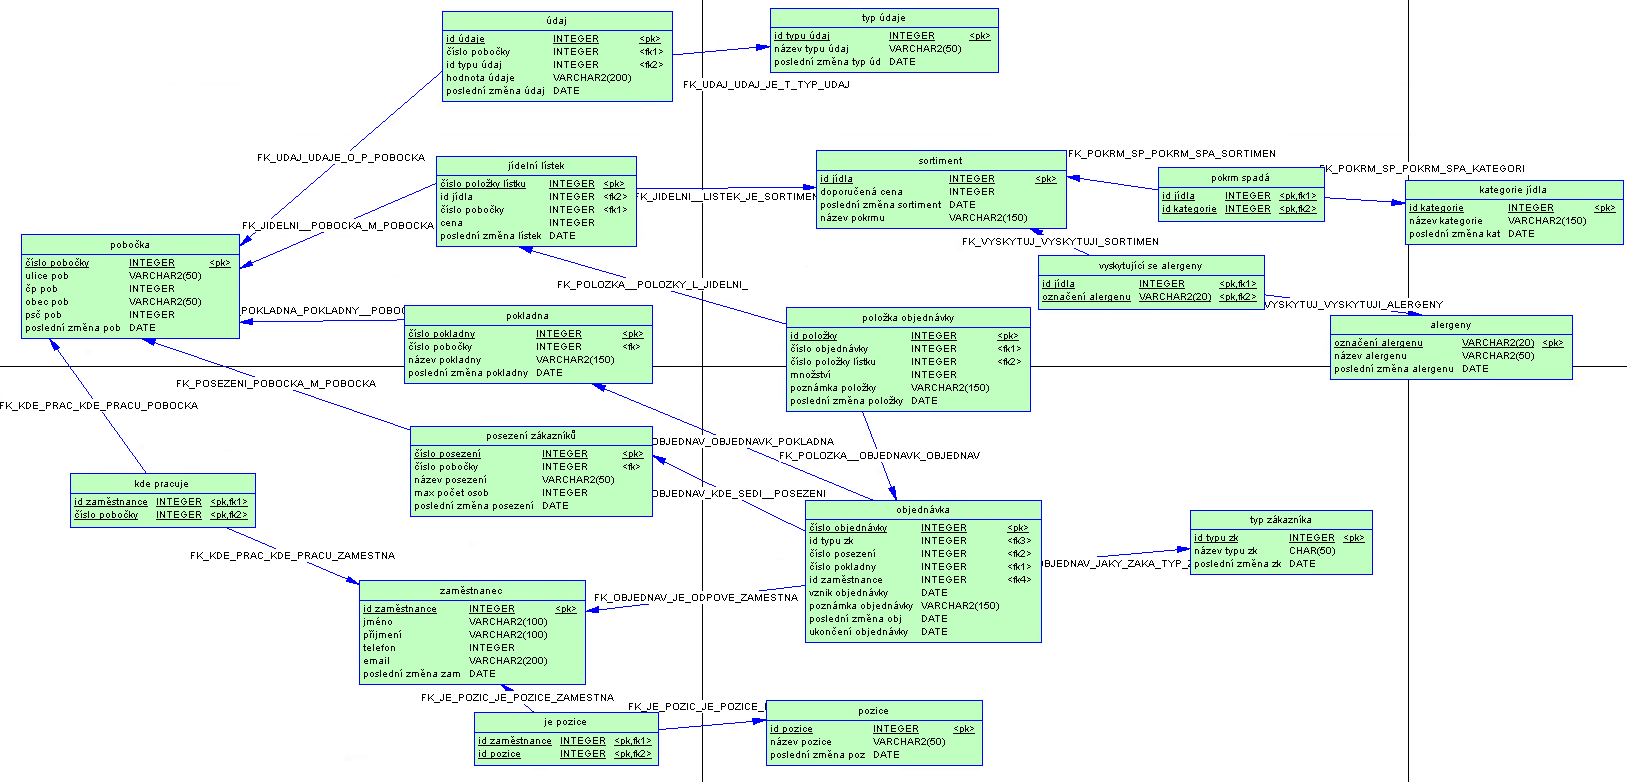 údaj
id údaje INTEGER <pk>
číslo pobočky INTEGER <fk1>
id typu údaj INTEGER <fk2>
hodnota údaje VARCHAR2(200)
poslední změna údaj DATE
typ údaje
id typu údaj INTEGER <pk>
název typu údaj VARCHAR2(50)
poslední změna typ úd DATE
FK_UDAJ_UDAJ_JE_T_TYP_UDAJ
FK_UDAJ_UDAJE_O_P_POBOCKA
jídelní lístek
číslo položky lístku INTEGER <pk>
id jídla INTEGER <fk2>
číslo pobočky INTEGER <fk1>
cena INTEGER
poslední změna lístek DATE
FK_JIDELNI__LISTEK_JE_SORTIMEN
FK_JIDELNI__POBOCKA_M_POBOCKA
sortiment
id jídla INTEGER <pk>
doporučená cena INTEGER
poslední změna sortiment DATE
název pokrmu VARCHAR2(150)
FK_POKRM_SP_POKRM_SPA_SORTIMEN
pokrm spadá
id jídla INTEGER <pk,fk1>
id kategorie INTEGER <pk,fk2>
FK_POKRM_SP_POKRM_SPA_KATEGORI
kategorie jídla
id kategorie INTEGER <pk>
název kategorie VARCHAR2(150)
poslední změna kat DATE
FK_VYSKYTUJ_VYSKYTUJI_SORTIMEN
vyskytující se alergeny
id jídla INTEGER <pk,fk1>
označení alergenu VARCHAR2(20) <pk,fk2>
VYSKYTUJ_VYSKYTUJI_ALERGENY
alergeny
označení alergenu VARCHAR2(20) <pk>
název alergenu VARCHAR2(50)
poslední změna alergenu DATE
pobočka
číslo pobočky INTEGER <pk>
ulice pob VARCHAR2(50)
čp pob INTEGER
obec pob VARCHAR2(50)
psč pob INTEGER
poslední změna pob DATE
FK_POLOZKA__POLOZKY_L_JIDELNI_
POKLADNA_POKLADNY__POBOC
pokladna
číslo pokladny INTEGER <pk>
číslo pobočky INTEGER <fk>
název pokladny VARCHAR2(150)
poslední změna pokladny DATE
položka objednávky
id položky INTEGER <pk>
číslo objednávky INTEGER <fk1>
číslo položky lístku INTEGER <fk2>
množství INTEGER
poznámka položky VARCHAR2(150)
poslední změna položky DATE
FK_POSEZENI_POBOCKA_M_POBOCKA
FK_KDE_PRAC_KDE_PRACU_POBOCKA
posezení zákazníků
číslo posezení INTEGER <pk>
číslo pobočky INTEGER <fk>
název posezení VARCHAR2(50)
max počet osob INTEGER
poslední změna posezení DATE
OBJEDNAV_OBJEDNAVK_POKLADNA
FK_POLOZKA__OBJEDNAVK_OBJEDNAV
OBJEDNAV_KDE_SEDI__POSEZENI
kde pracuje
id zaměstnance INTEGER <pk,fk1>
číslo pobočky INTEGER <pk,fk2>
FK_KDE_PRAC_KDE_PRACU_ZAMESTNA
objednávka
číslo objednávky INTEGER <pk>
id typu zk INTEGER <fk3>
číslo posezení INTEGER <fk2>
číslo pokladny INTEGER <fk1>
id zaměstnance INTEGER <fk4>
vznik objednávky DATE
poznámka objednávky VARCHAR2(150)
poslední změna obj DATE
ukončení objednávky DATE
OBJEDNAV_JAKY_ZAKA_TYP_Z
typ zákazníka
id typu zk INTEGER <pk>
název typu zk CHAR(50)
poslední změna zk DATE
FK_OBJEDNAV_JE_ODPOVE_ZAMESTNA
zaměstnanec
id zaměstnance INTEGER <pk>
jméno VARCHAR2(100)
příjmení VARCHAR2(100)
telefon INTEGER
email VARCHAR2(200)
poslední změna zam DATE
FK_JE_POZIC_JE_POZICE_ZAMESTNA
je pozice
id zaměstnance INTEGER <pk,fk1>
id pozice INTEGER <pk,fk2>
FK_JE_POZIC_JE_POZICE_
pozice
id pozice INTEGER <pk>
název pozice VARCHAR2(50)
poslední změna poz DATE